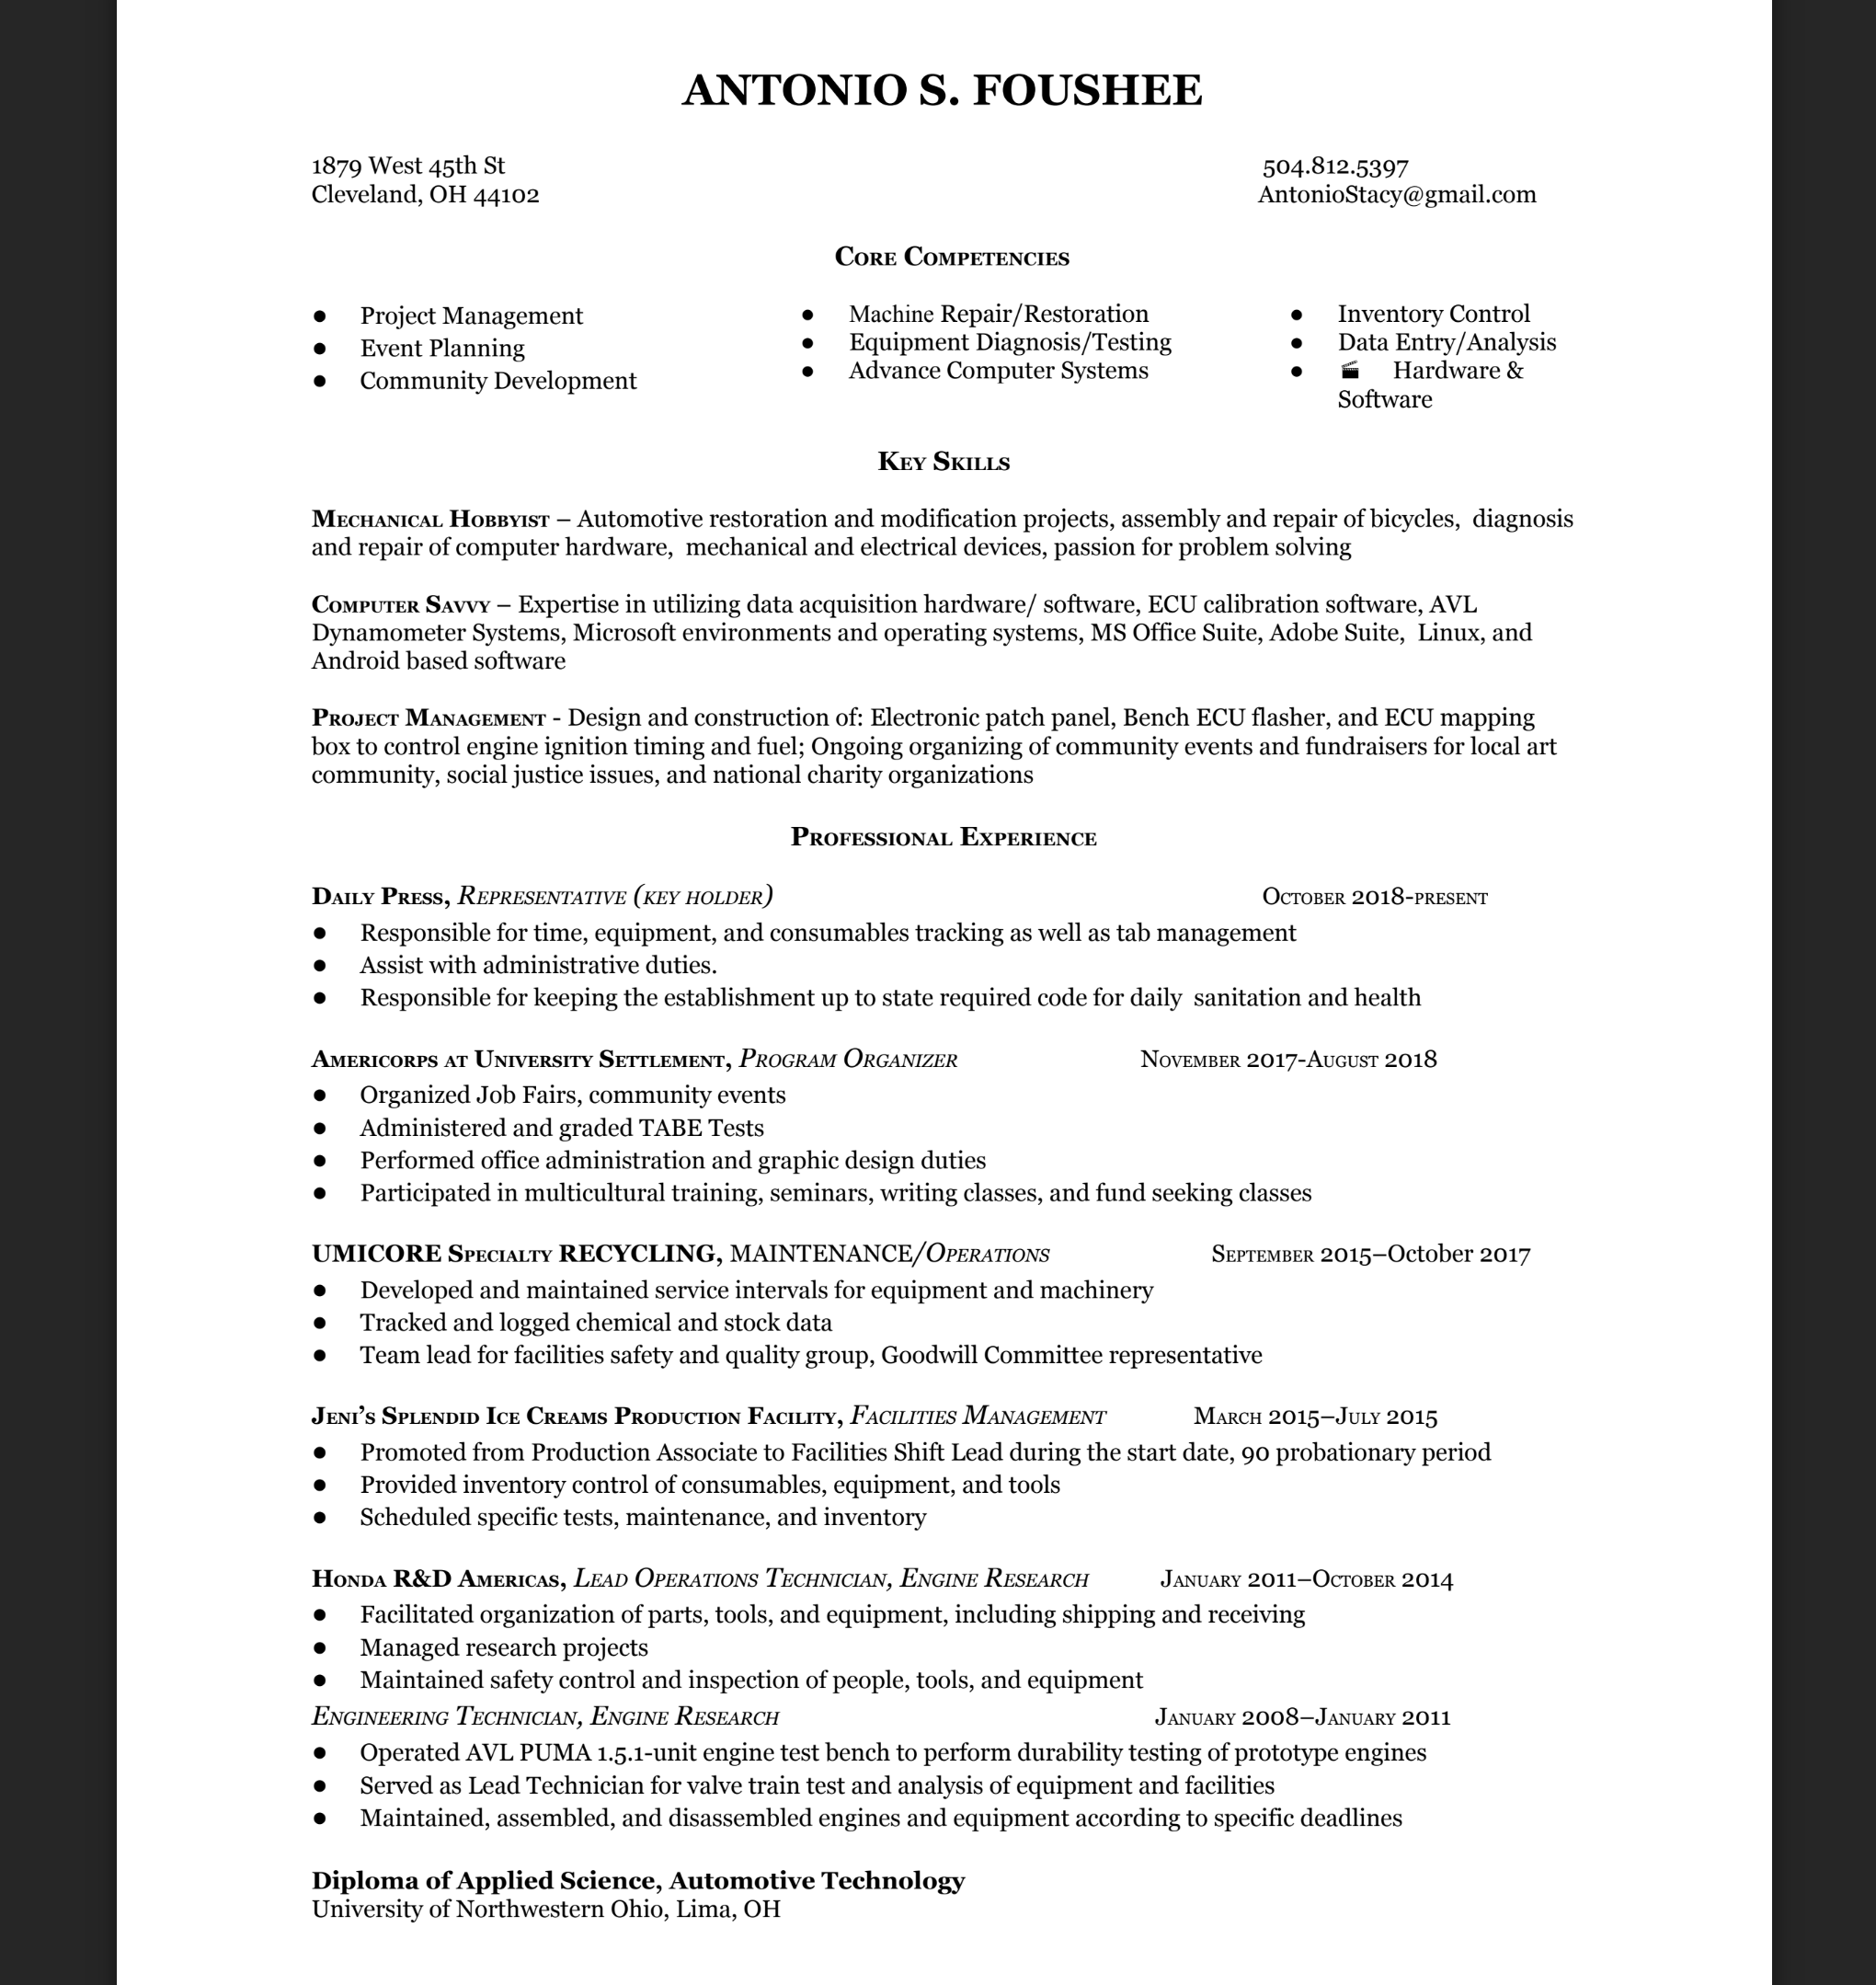 ANTONIO S. FOUSHEE
1879 West 45th St
Cleveland, OH 44102
504.812.5397
AntonioStacy@gmail.com
Core Competencies
● Project Management
● Event Planning
● Community Development
● Machine Repair/Restoration
● Equipment Diagnosis/Testing
● Advance Computer Systems
● Inventory Control
● Data Entry/Analysis
● Hardware &
Software
Key Skills
Mechanical Hobbyist – Automotive restoration and modification projects, assembly and repair of bicycles,  diagnosis
and repair of computer hardware,  mechanical and electrical devices, passion for problem solving
Computer Savvy – Expertise in utilizing data acquisition hardware/ software, ECU calibration software, AVL
Dynamometer Systems, Microsoft environments and operating systems, MS Office Suite, Adobe Suite,  Linux, and
Android based software
Project Management - Design and construction of: Electronic patch panel, Bench ECU flasher, and ECU mapping
box to control engine ignition timing and fuel; Ongoing organizing of community events and fundraisers for local art
community, social justice issues, and national charity organizations
Professional Experience
Daily Press, Representative (key holder) October 2018-present
● Responsible for time, equipment, and consumables tracking as well as tab management
● Assist with administrative duties.
● Responsible for keeping the establishment up to state required code for daily  sanitation and health
Americorps at University Settlement, Program Organizer November 2017-August 2018
● Organized Job Fairs, community events
● Administered and graded TABE Tests
● Performed office administration and graphic design duties
● Participated in multicultural training, seminars, writing classes, and fund seeking classes
UMICORE Specialty RECYCLING, MAINTENANCE/Operations September 2015–October 2017
● Developed and maintained service intervals for equipment and machinery
● Tracked and logged chemical and stock data
● Team lead for facilities safety and quality group, Goodwill Committee representative
Jeni’s Splendid Ice Creams Production Facility, Facilities Management March 2015–July 2015
● Promoted from Production Associate to Facilities Shift Lead during the start date, 90 probationary period
● Provided inventory control of consumables, equipment, and tools
● Scheduled specific tests, maintenance, and inventory
Honda R&D Americas, Lead Operations Technician, Engine Research January 2011–October 2014
● Facilitated organization of parts, tools, and equipment, including shipping and receiving
● Managed research projects
● Maintained safety control and inspection of people, tools, and equipment
Engineering Technician, Engine Research January 2008–January 2011
● Operated AVL PUMA 1.5.1-unit engine test bench to perform durability testing of prototype engines
● Served as Lead Technician for valve train test and analysis of equipment and facilities
● Maintained, assembled, and disassembled engines and equipment according to specific deadlines
Diploma of Applied Science, Automotive Technology
University of Northwestern Ohio, Lima, OH